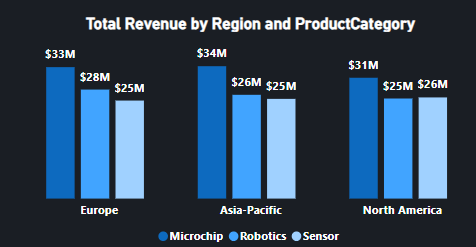 Total Revenue by Region and ProductCategory
$33M
$28M
$25M
$34M
$26M
$25M
$31M
$25M
$26M
Europe
Asia-Pacific
North America
Microchip Robotics Sensor